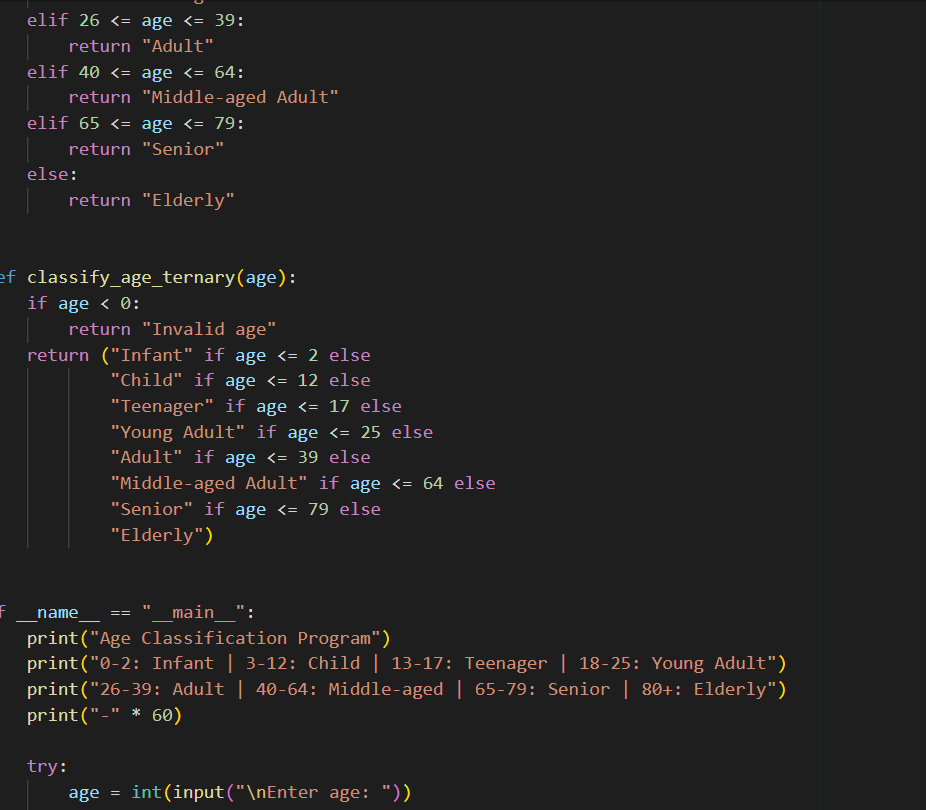 elif 26 <= age <= 39:
return "Adult"
elif 40 <= age <= 64:
return "Middle-aged Adult"
elif 65 <= age <= 79:
return "Senior"
else:
return "Elderly"
ef classify_age_ternary(age):
if age < 0:
return "Invalid age"
return ("Infant" if age <= 2 else
"Child" if age <= 12 else
"Teenager" if age <= 17 else
"Young Adult" if age <= 25 else
"Adult" if age <= 39 else
"Middle-aged Adult" if age <= 64 else
"Senior" if age <= 79 else
"Elderly")
f __name__ == "__main__":
print("Age Classification Program")
print("0-2: Infant | 3-12: Child | 13-17: Teenager | 18-25: Young Adult")
print("26-39: Adult | 40-64: Middle-aged | 65-79: Senior | 80+: Elderly")
print("-" * 60)
try:
age = int(input("\nEnter age: "))